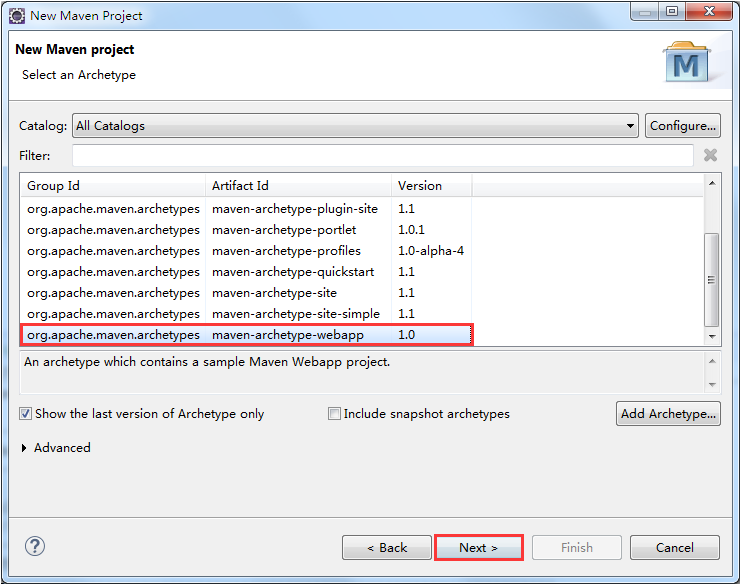 New Maven Project
New Maven project
Select an Archetype
M
Catalog: All Catalogs Configure...
Filter:
Group Id Artifact Id Version
org.apache.maven.archetypes maven-archetype-plugin-site 1.1
org.apache.maven.archetypes maven-archetype-portlet 1.0.1
org.apache.maven.archetypes maven-archetype-profiles 1.0-alpha-4
org.apache.maven.archetypes maven-archetype-quickstart 1.1
org.apache.maven.archetypes maven-archetype-site 1.1
org.apache.maven.archetypes maven-archetype-site-simple 1.1
org.apache.maven.archetypes maven-archetype-webapp 1.0
An archetype which contains a sample Maven Webapp project.
Show the last version of Archetype only Include snapshot archetypes Add Archetype...
Advanced
? < Back Next > Finish Cancel